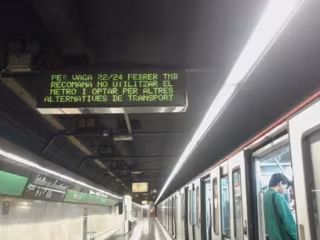 PER VAGA 22/24 FEBRER TMB
RECOMANA NO UTILITZAR EL
METRO I OPTAR PER ALTRES
ALTERNATIVES DE TRANSPORT